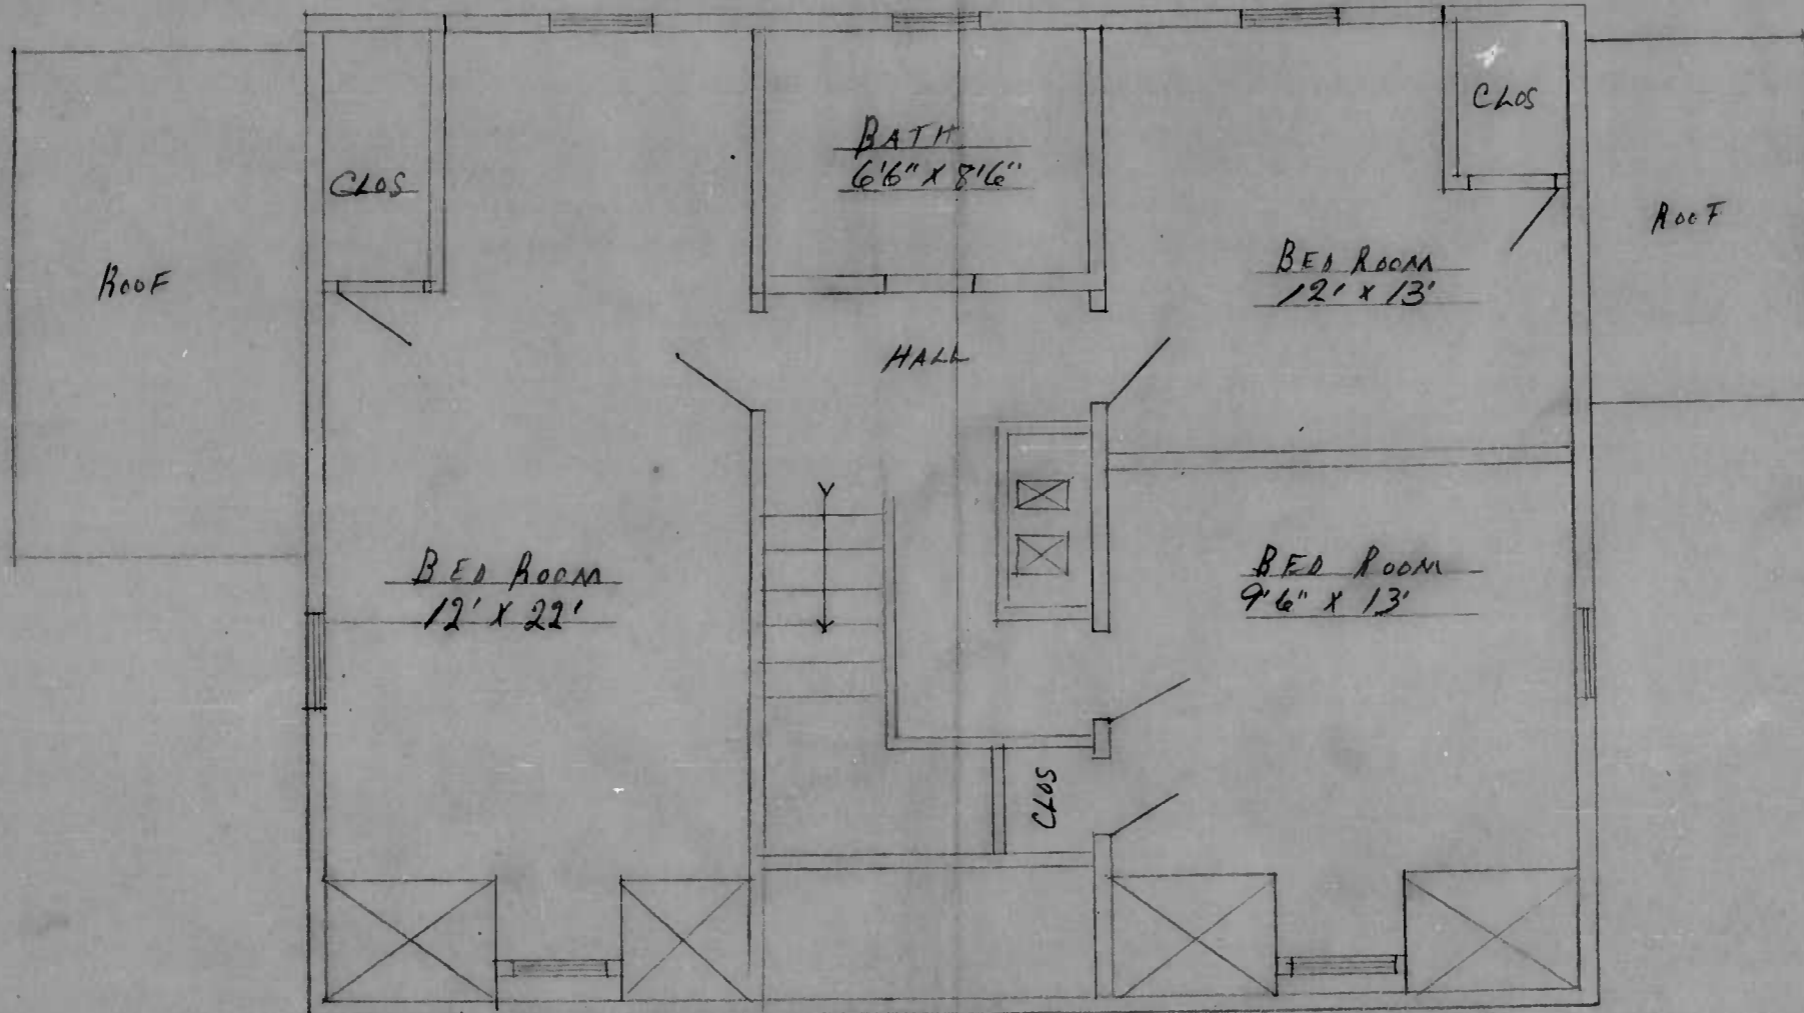 CLOS
BATH
6'6" X 8'6"
CLOS
ROOF
BED ROOM
12' X 13'
ROOF
HALL
BED ROOM
12' X 22'
BED ROOM
9'6" X 13'
CLOS